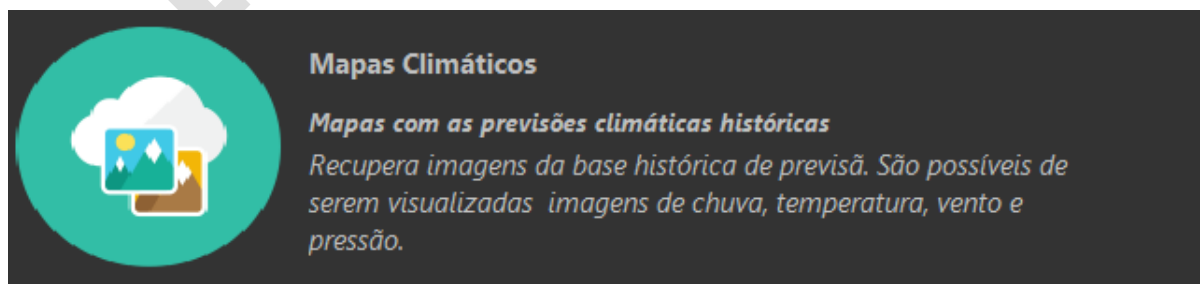 Mapas Climáticos
Mapas com as previsões climáticas históricas
Recupera imagens da base histórica de previsã. São possíveis de
serem visualizadas  imagens de chuva, temperatura, vento e
pressão.